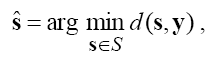 ŝ = arg min d(s, y) ,
s∈S